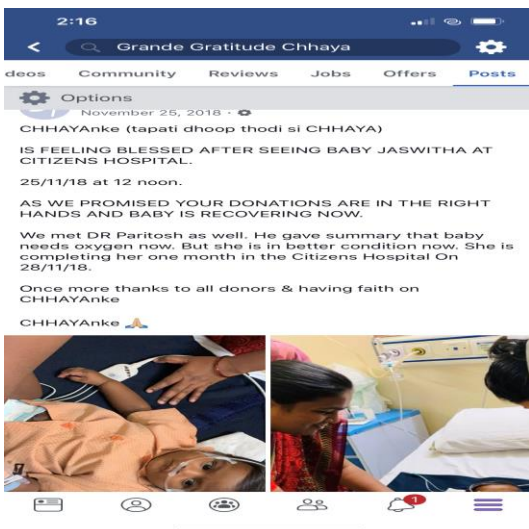 2:16
Grande Gratitude Chhaya
deos Community Reviews Jobs Offers Posts
Options
November 25, 2018
CHHAYAnke (tapati dhoop thodi si CHHAYA)
IS FEELING BLESSED AFTER SEEING BABY JASWITHA AT
CITIZENS HOSPITAL.
25/11/18 at 12 noon.
AS WE PROMISED YOUR DONATIONS ARE IN THE RIGHT
HANDS AND BABY IS RECOVERING NOW.
We met DR Paritosh as well. He gave summary that baby
needs oxygen now. But she is in better condition now. She is
completing her one month in the Citizens Hospital On
28/11/18.
Once more thanks to all donors & having faith on
CHHAYAnke
CHHAYAnke 🙏
1